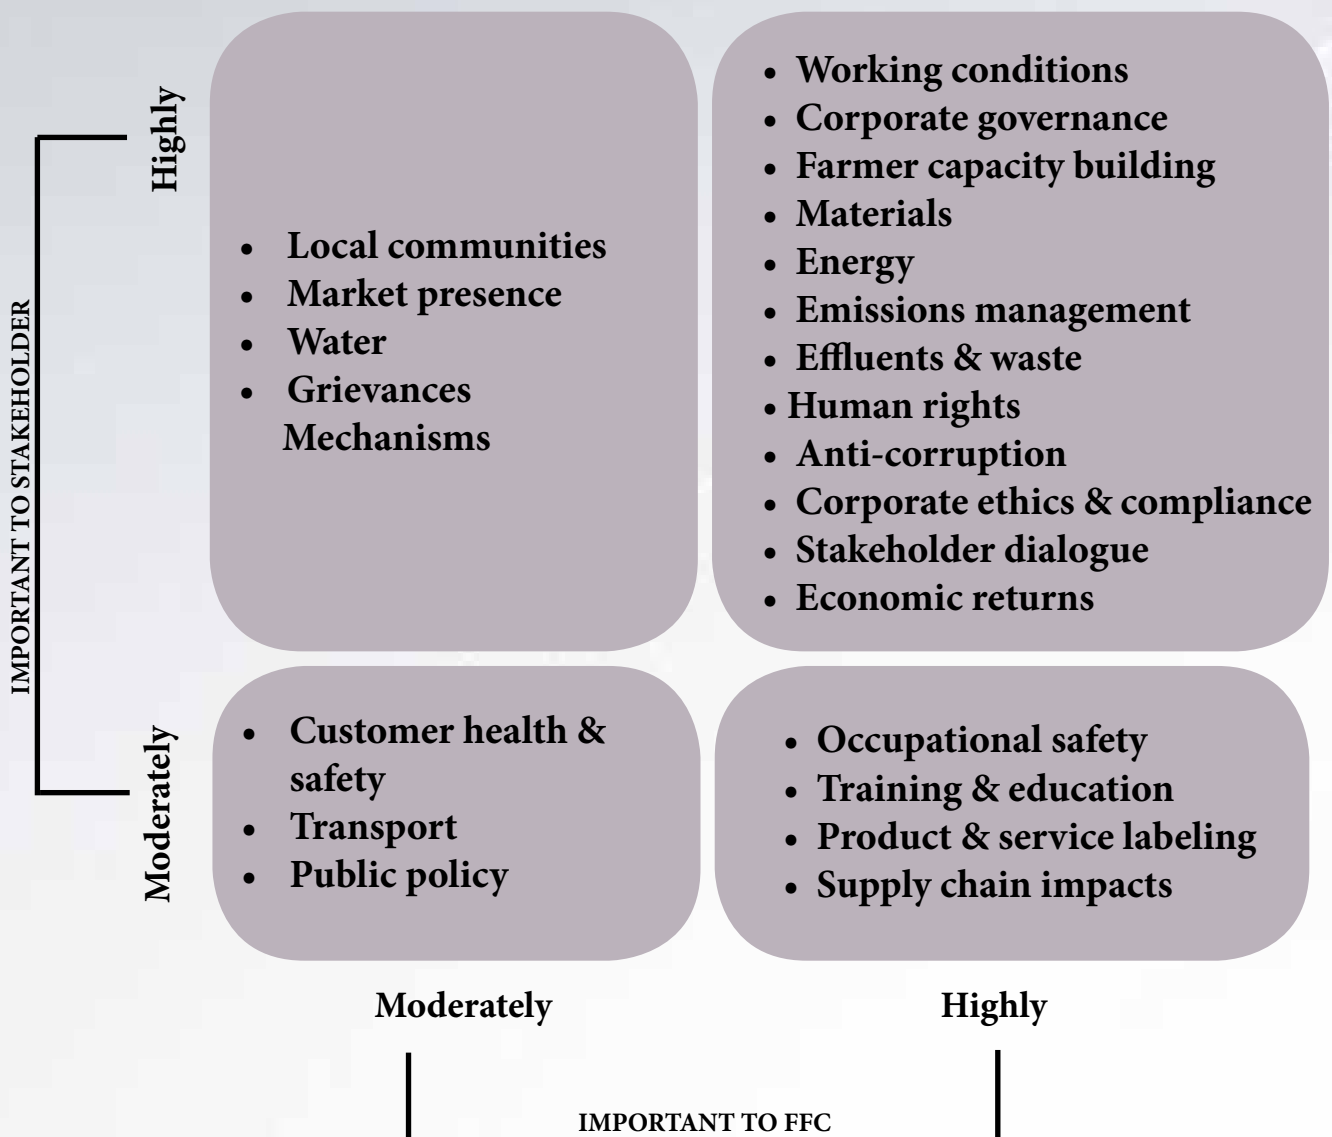 IMPORTANT TO STAKEHOLDER
Highly
• Local communities
• Market presence
• Water
• Grievances
Mechanisms
• Working conditions
• Corporate governance
• Farmer capacity building
• Materials
• Energy
• Emissions management
• Effluents & waste
• Human rights
• Anti-corruption
• Corporate ethics & compliance
• Stakeholder dialogue
• Economic returns
Moderately
• Customer health &
safety
• Transport
• Public policy
• Occupational safety
• Training & education
• Product & service labeling
• Supply chain impacts
Moderately
Highly
IMPORTANT TO FFC